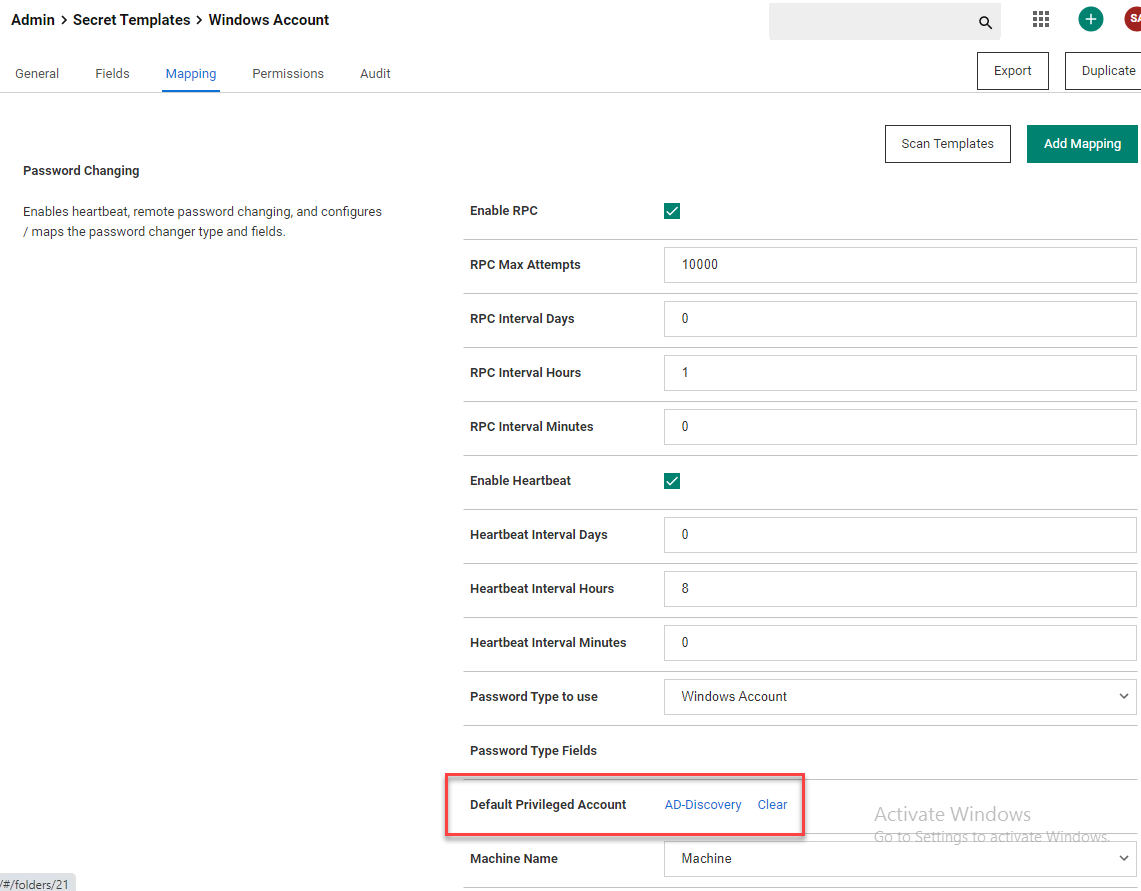 Admin > Secret Templates > Windows Account
SA
General Fields Mapping Permissions Audit
Export Duplicate
Scan Templates Add Mapping
Password Changing
Enables heartbeat, remote password changing, and configures
/ maps the password changer type and fields.
Enable RPC
RPC Max Attempts 10000
RPC Interval Days 0
RPC Interval Hours 1
RPC Interval Minutes 0
Enable Heartbeat
Heartbeat Interval Days 0
Heartbeat Interval Hours 8
Heartbeat Interval Minutes 0
Password Type to use Windows Account
Password Type Fields
Default Privileged Account AD-Discovery Clear
Activate Windows
Go to Settings to activate Windows.
Machine Name Machine
/#/folders/21